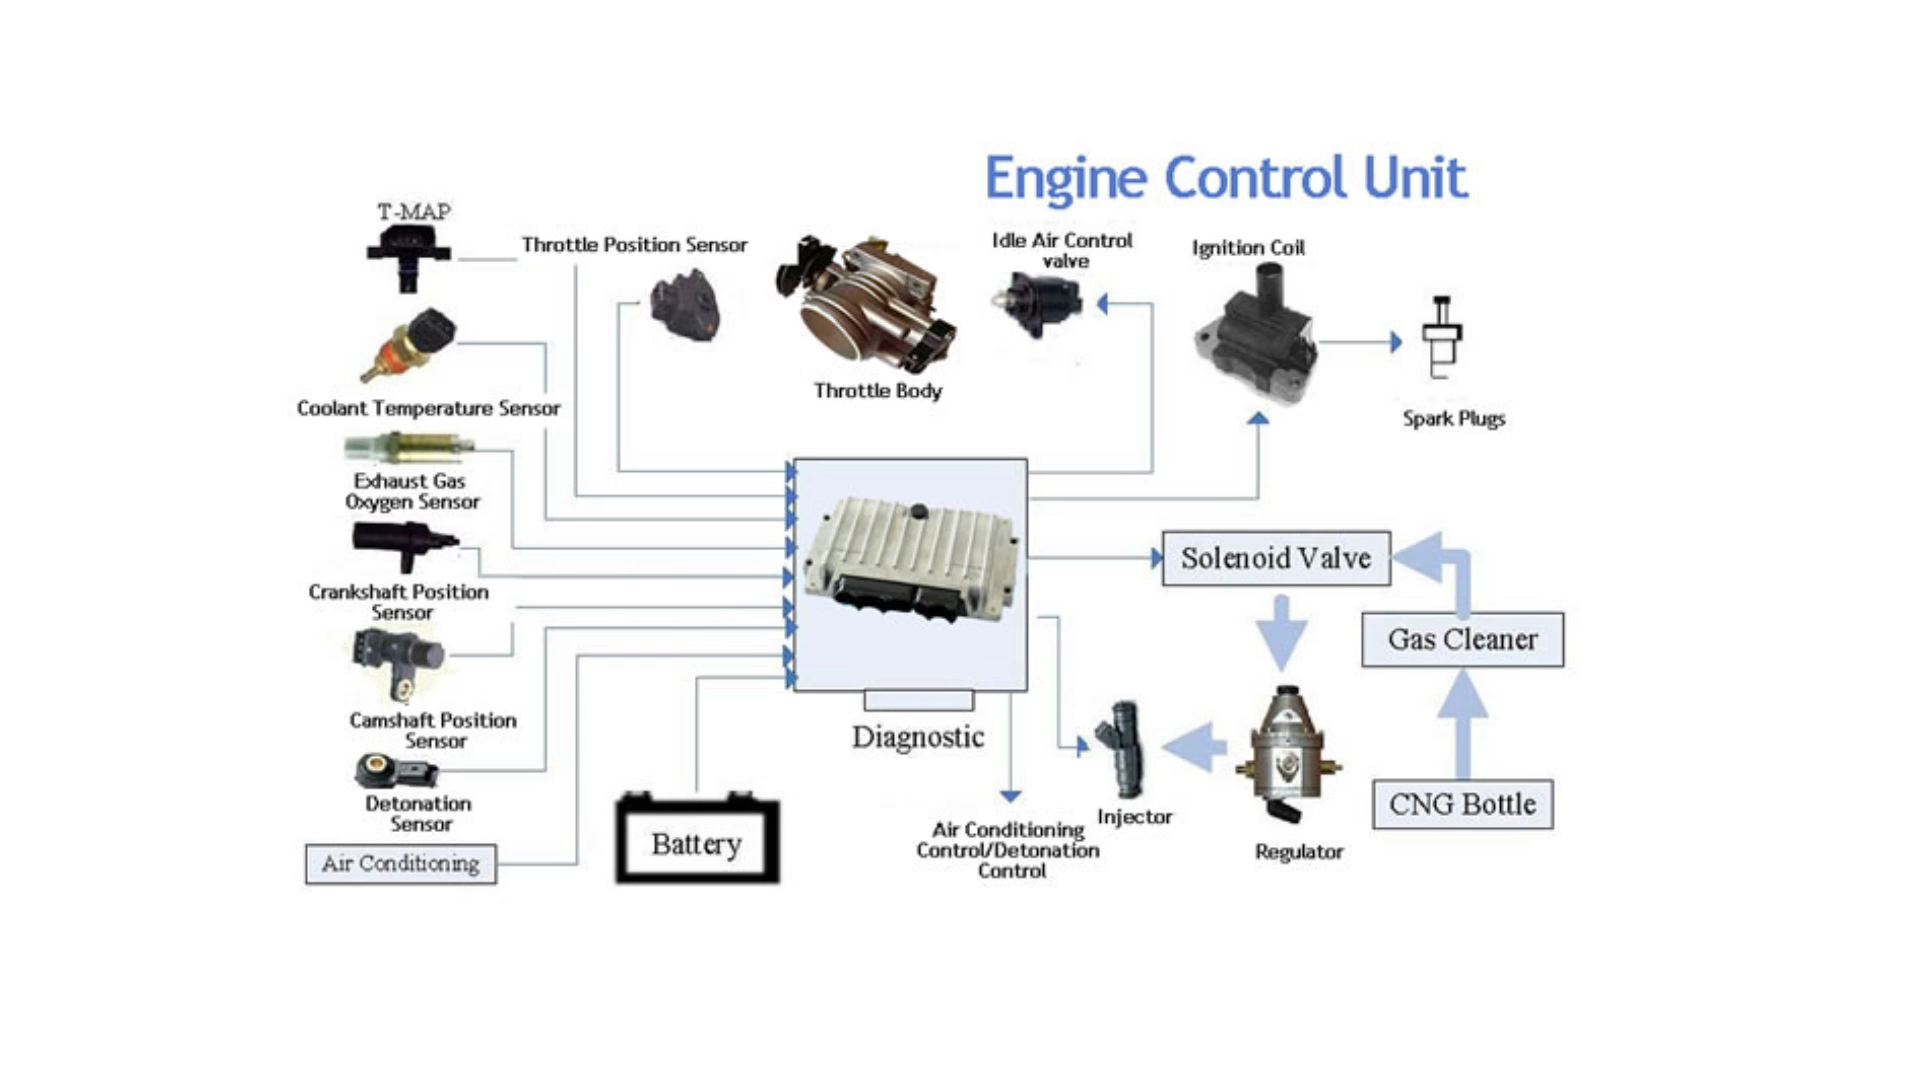 Engine Control Unit
T-MAP
Throttle Position Sensor
Idle Air Control
valve
Ignition Coil
Throttle Body
Coolant Temperature Sensor
Spark Plugs
Exhaust Gas
Oxygen Sensor
Crankshaft Position
Sensor
Solenoid Valve
Gas Cleaner
Camshaft Position
Sensor
Diagnostic
Detonation
Sensor
CNG Bottle
Injector
Air Conditioning
Control/Detonation
Control
Battery
Regulator
Air Conditioning